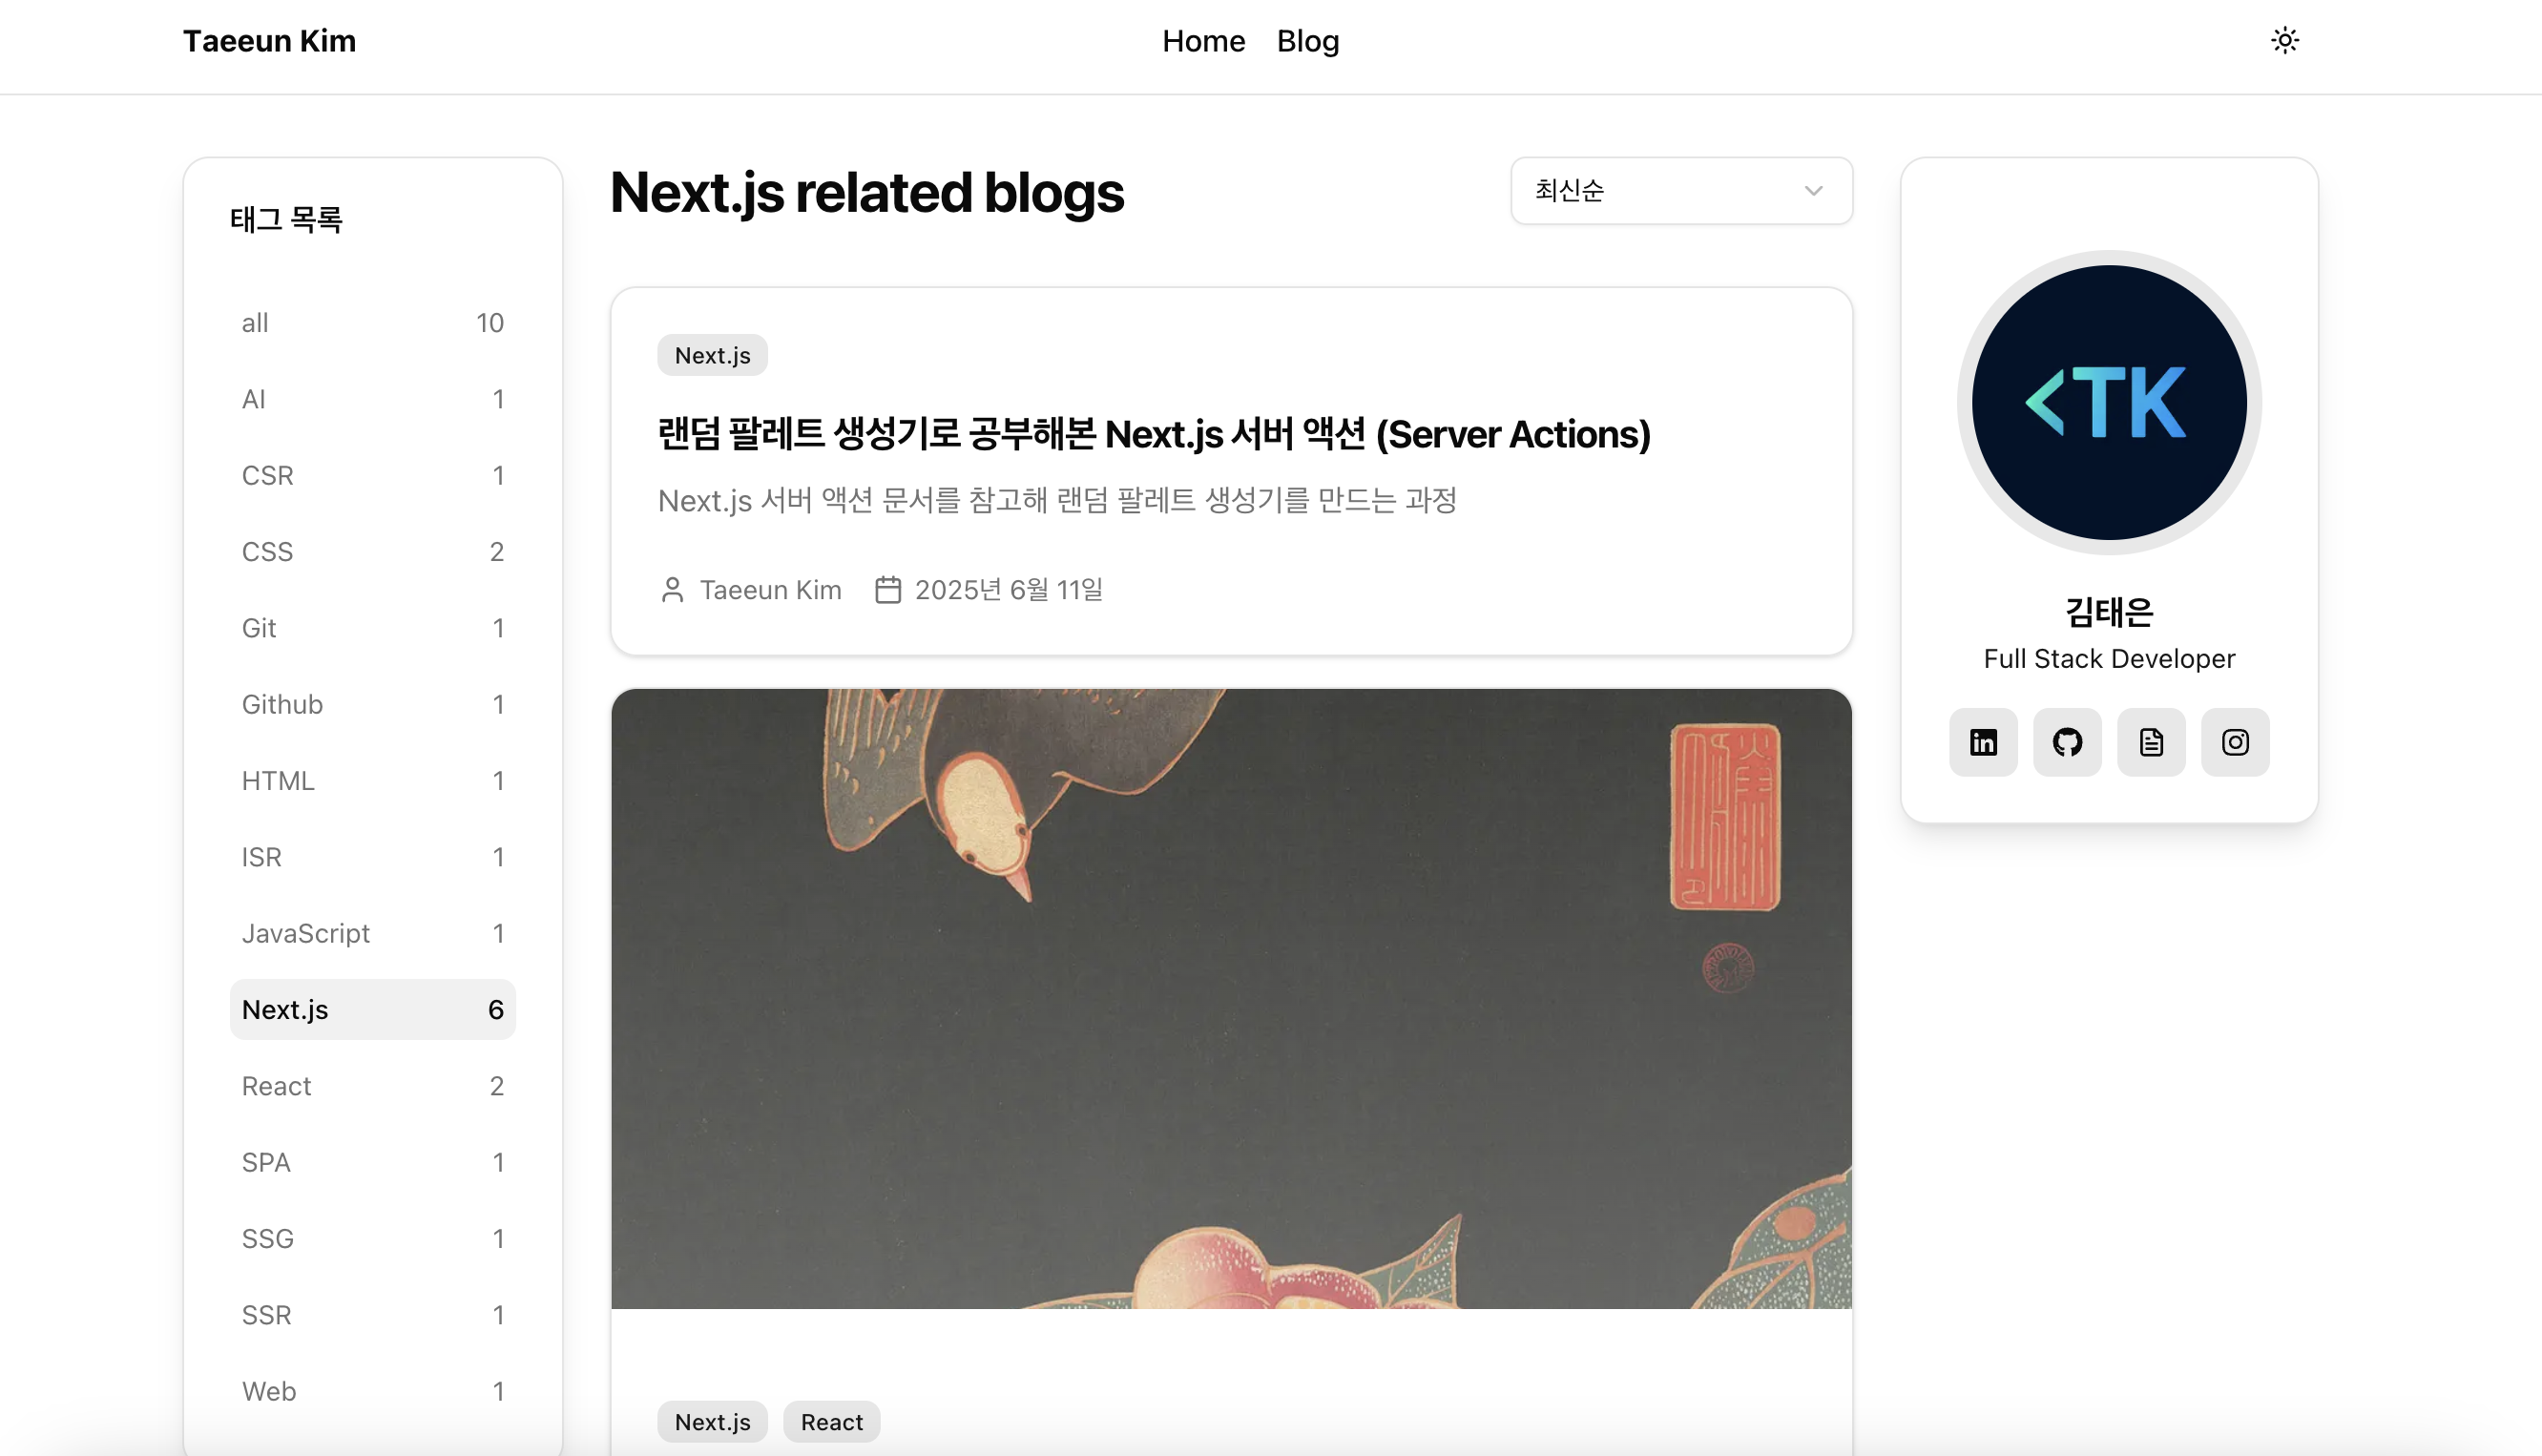 Taeeun Kim
Home Blog
태그 목록
all 10
AI 1
CSR 1
CSS 2
Git 1
Github 1
HTML 1
ISR 1
JavaScript 1
Next.js 6
React 2
SPA 1
SSG 1
SSR 1
Web 1
Next.js related blogs
최신순
Next.js
랜덤 팔레트 생성기로 공부해본 Next.js 서버 액션 (Server Actions)
Next.js 서버 액션 문서를 참고해 랜덤 팔레트 생성기를 만드는 과정
Taeeun Kim 2025년 6월 11일
Next.js React
<TK
김태은
Full Stack Developer
in